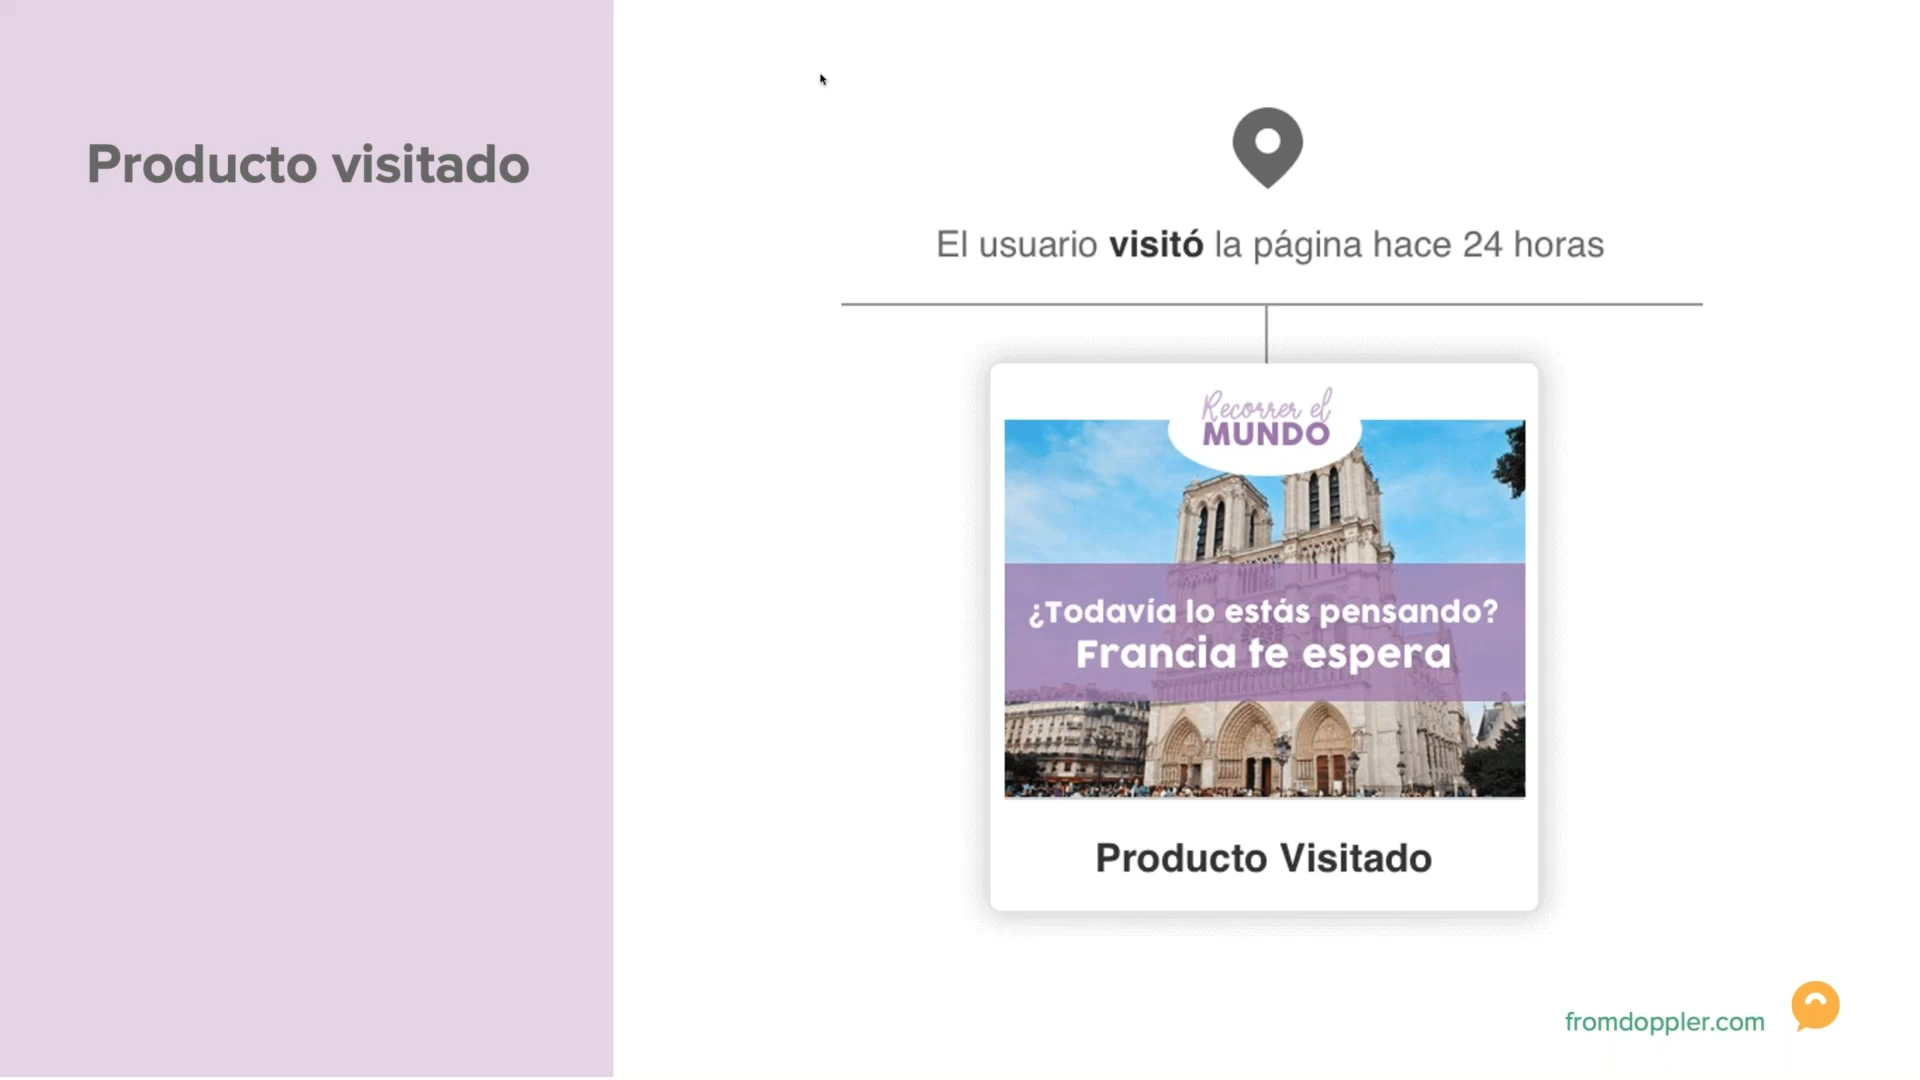 Producto visitado
El usuario visitó la página hace 24 horas
Recorrer el
MUNDO
¿Todavía lo estás pensando?
Francia te espera
Producto Visitado
fromdoppler.com